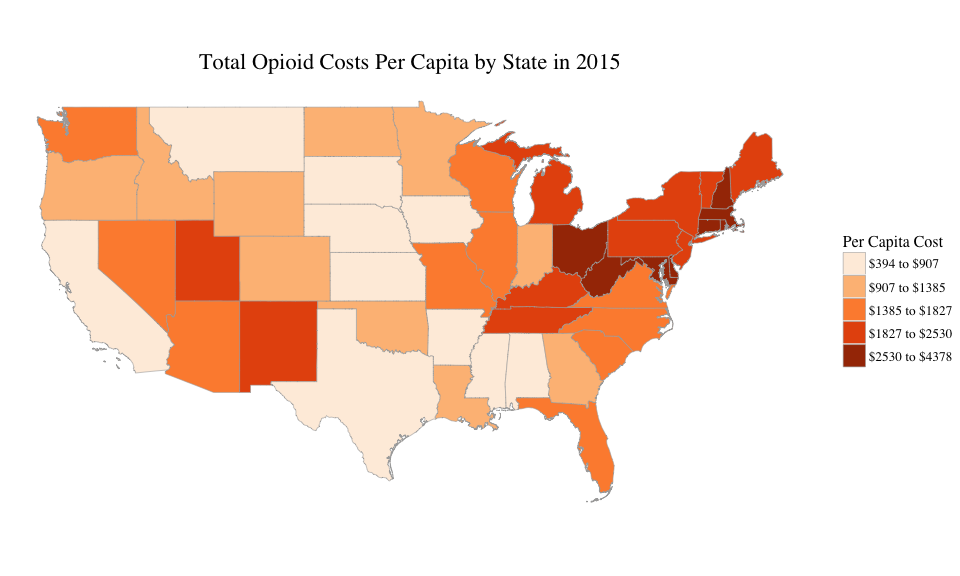 Total Opioid Costs Per Capita by State in 2015
Per Capita Cost
$394 to $907
$907 to $1385
$1385 to $1827
$1827 to $2530
$2530 to $4378